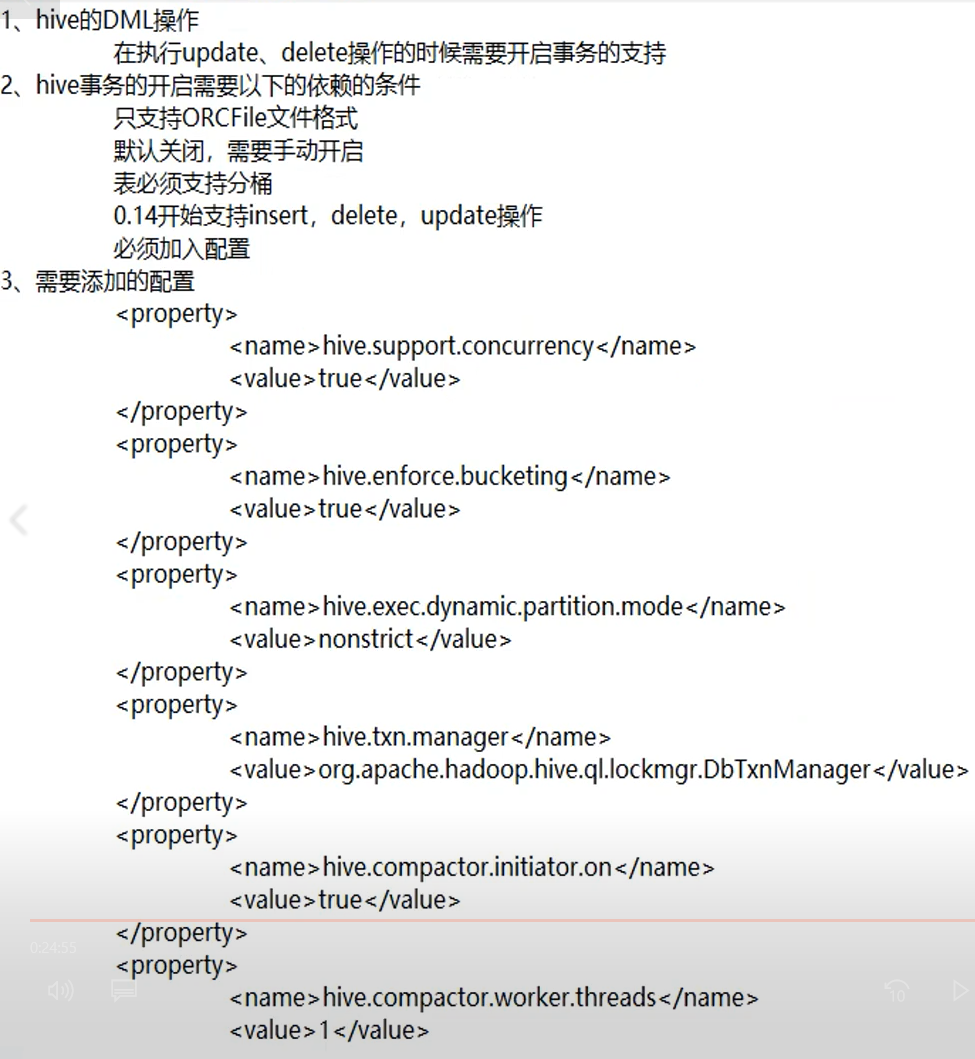 1、hive的DML操作
在执行update、delete操作的时候需要开启事务的支持
2、hive事务的开启需要以下的依赖的条件
只支持ORCFile文件格式
默认关闭，需要手动开启
表必须支持分桶
0.14开始支持insert，delete，update操作
必须加入配置
3、需要添加的配置
<property>
<name>hive.support.concurrency</name>
<value>true</value>
</property>
<property>
<name>hive.enforce.bucketing</name>
<value>true</value>
</property>
<property>
<name>hive.exec.dynamic.partition.mode</name>
<value>nonstrict</value>
</property>
<property>
<name>hive.txn.manager</name>
<value>org.apache.hadoop.hive.ql.lockmgr.DbTxnManager</value>
</property>
<property>
<name>hive.compactor.initiator.on</name>
<value>true</value>
</property>
0:24:55
<property>
<name>hive.compactor.worker.threads</name>
10
<value>1</value>